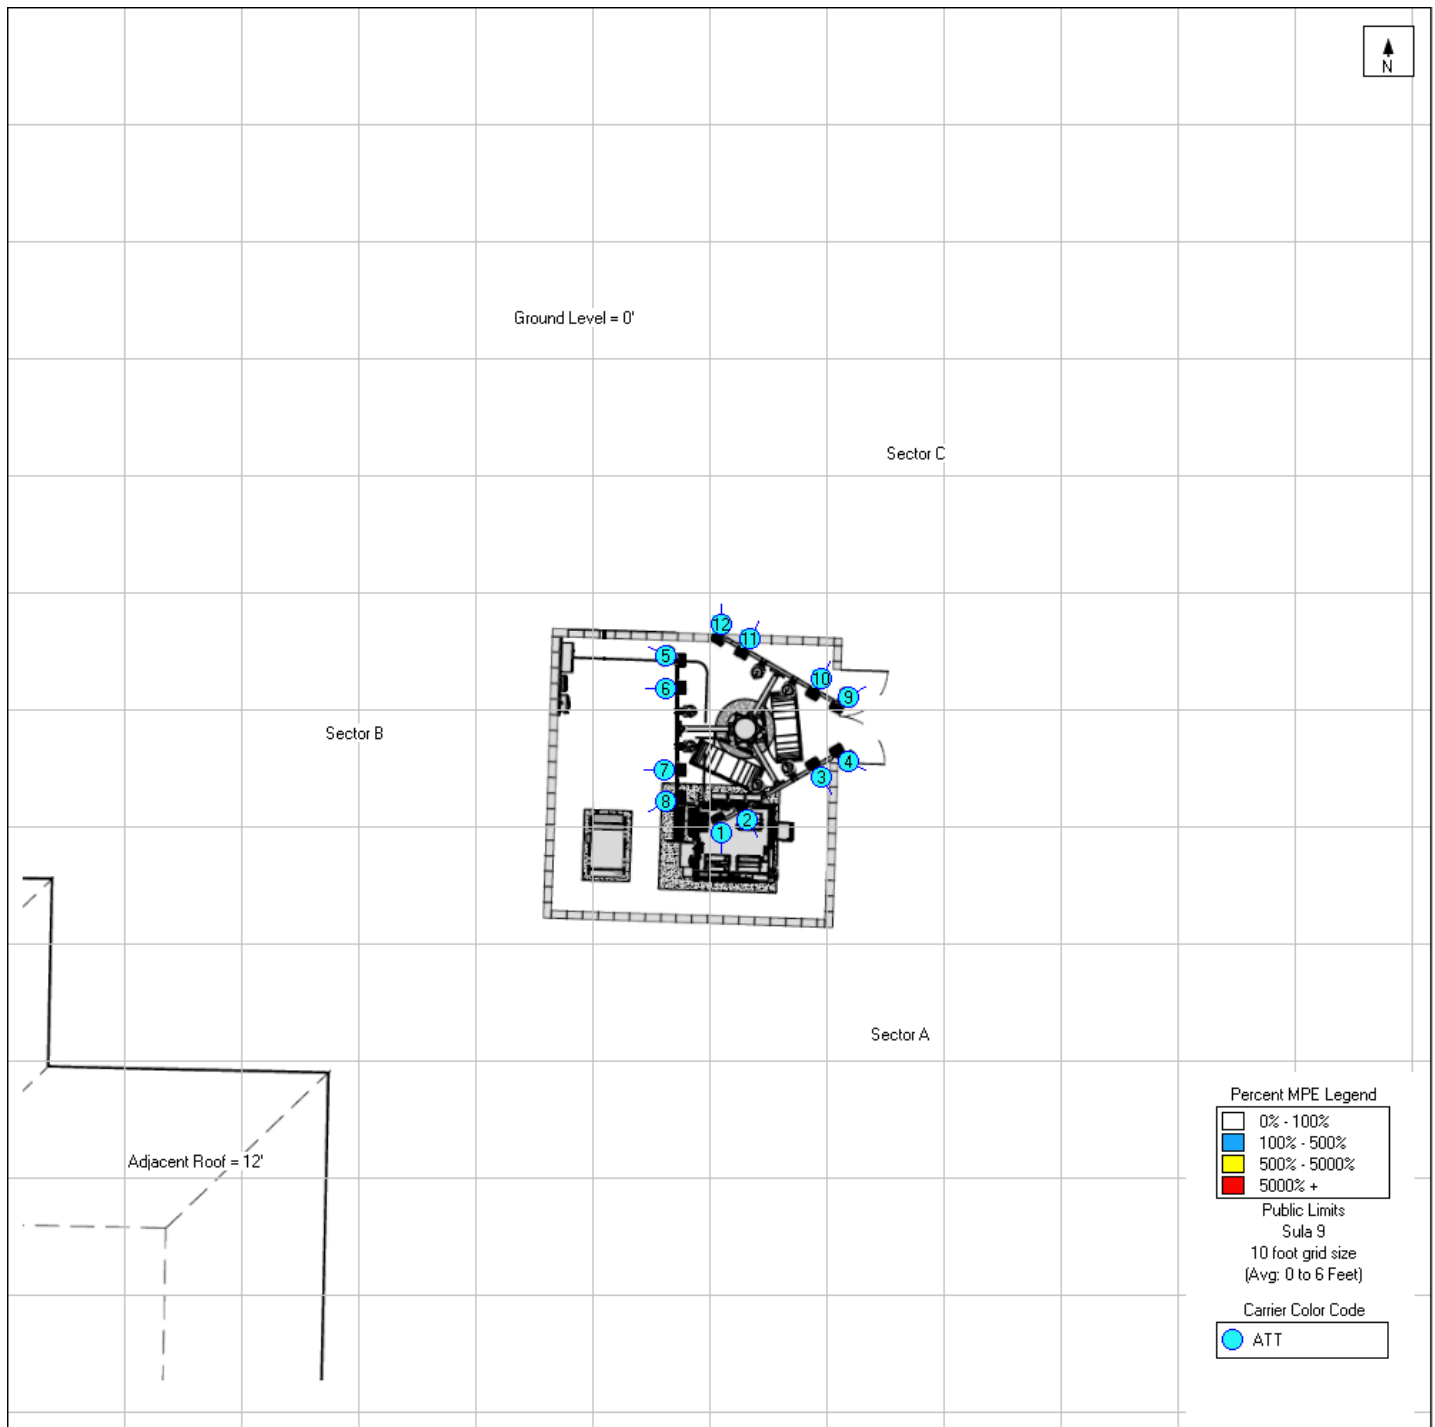 N
Ground Level = 0'
Sector C
12
11
5
10
6
9
Sector B
4
7
3
8
2
1
Sector A
Percent MPE Legend
0% - 100%
100% - 500%
Adjacent Roof = 12'
500% - 5000%
5000% +
Public Limits
Sula 9
10 foot grid size
(Avg: 0 to 6 Feet)
Carrier Color Code
ATT